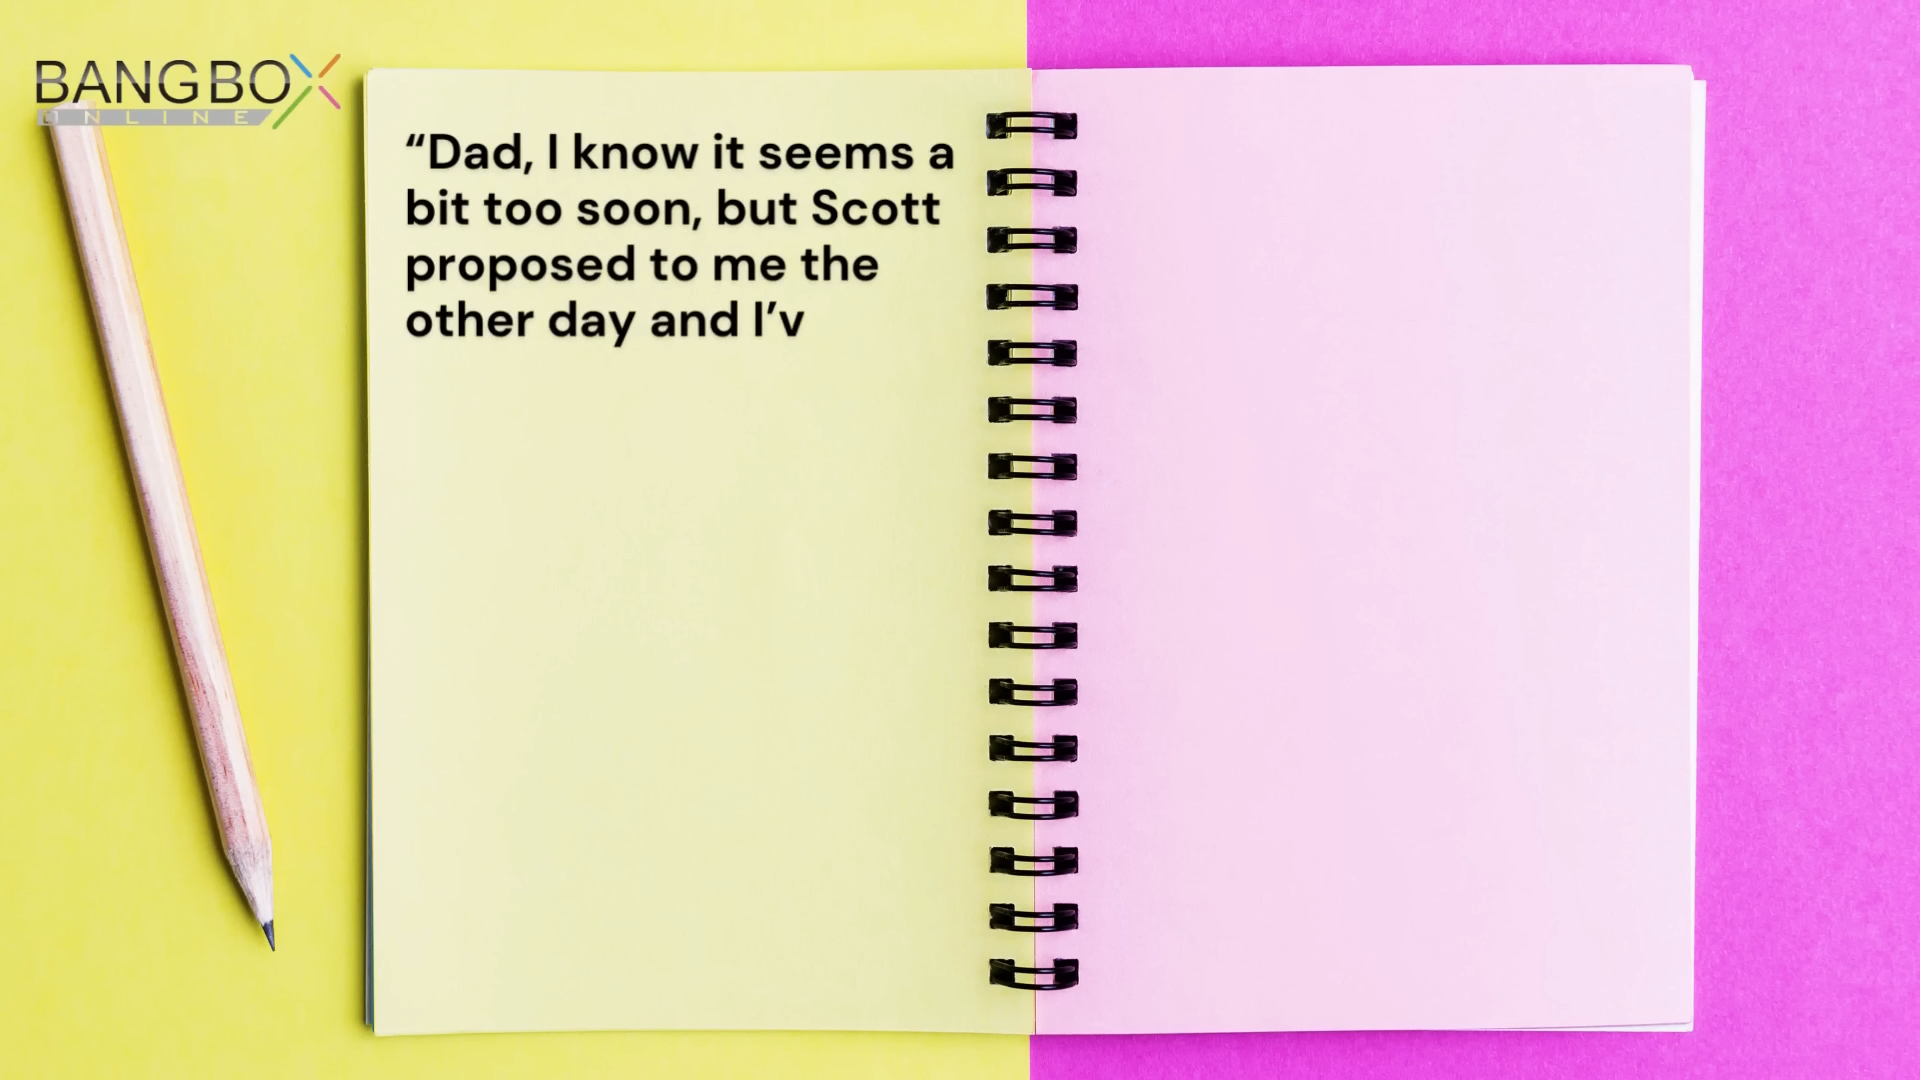 BANGBOX
ONLINE
“Dad, I know it seems a
bit too soon, but Scott
proposed to me the
other day and I’v